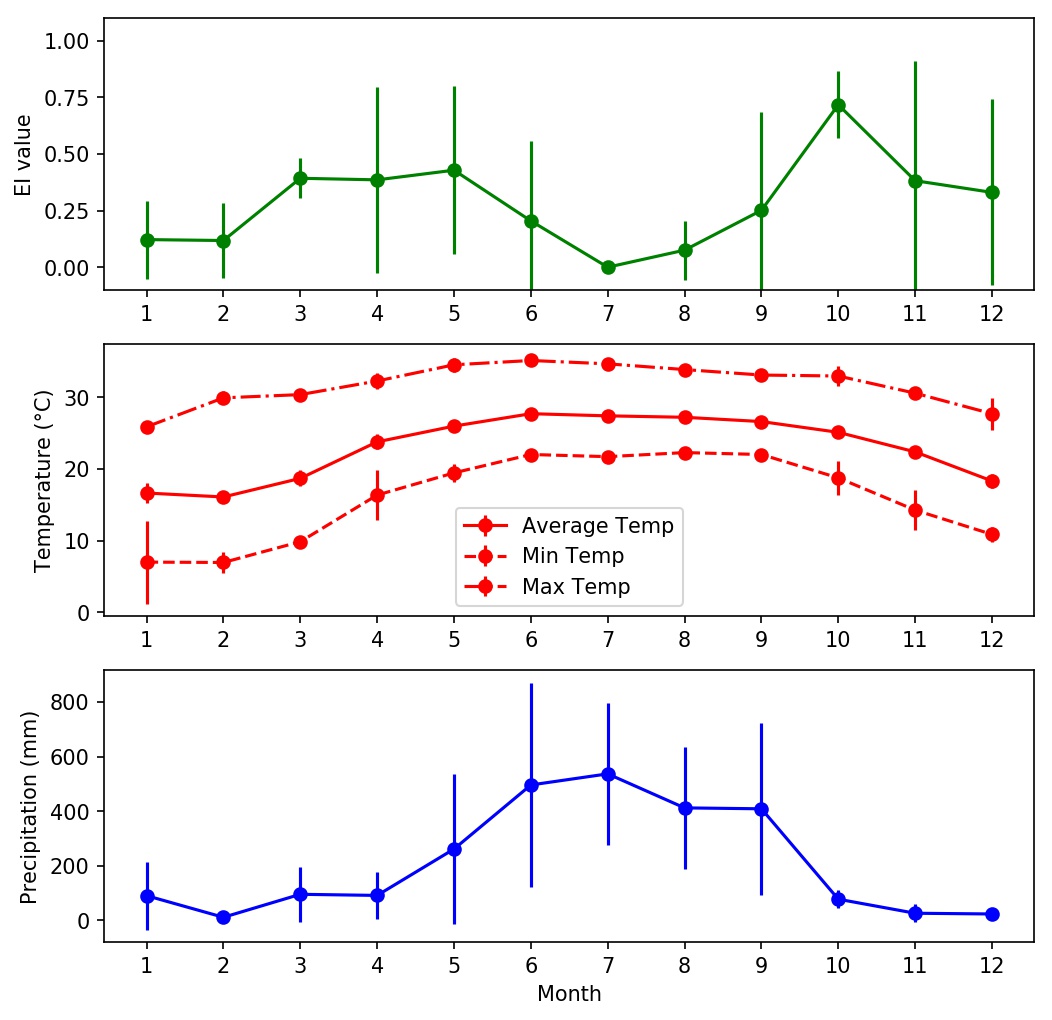 1.00
0.75
0.50
0.25
0.00
EI value
1 2 3 4 5 6 7 8 9 10 11 12
30
20
10
0
Temperature (°C)
Average Temp
Min Temp
Max Temp
1 2 3 4 5 6 7 8 9 10 11 12
800
600
400
200
0
Precipitation (mm)
1 2 3 4 5 6 7 8 9 10 11 12
Month